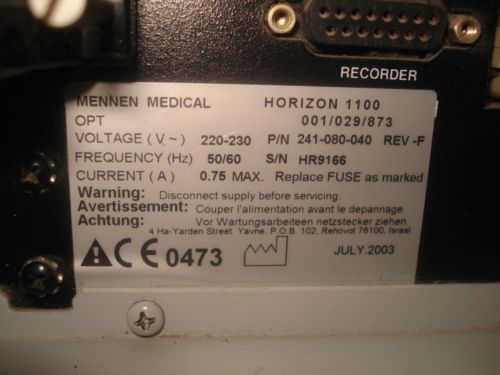 RECORDER
MENNEN MEDICAL HORIZON 1100
OPT 001/029/873
VOLTAGE (V~) 220-230 P/N 241-080-040 REV -F
FREQUENCY (Hz) 50/60 S/N HR9166
CURRENT (A) 0.75 MAX. Replace FUSE as marked
Warning: Disconnect supply before servicing.
Avertissement: Couper l'alimentation avant le depannage.
Achtung: Vor Wartungsarbeiteen netzstecker ziehen.
4 Ha-Yarden Street, Yavne, P.O.B. 102, Rehovot 76100, Israel
CE 0473 JULY.2003